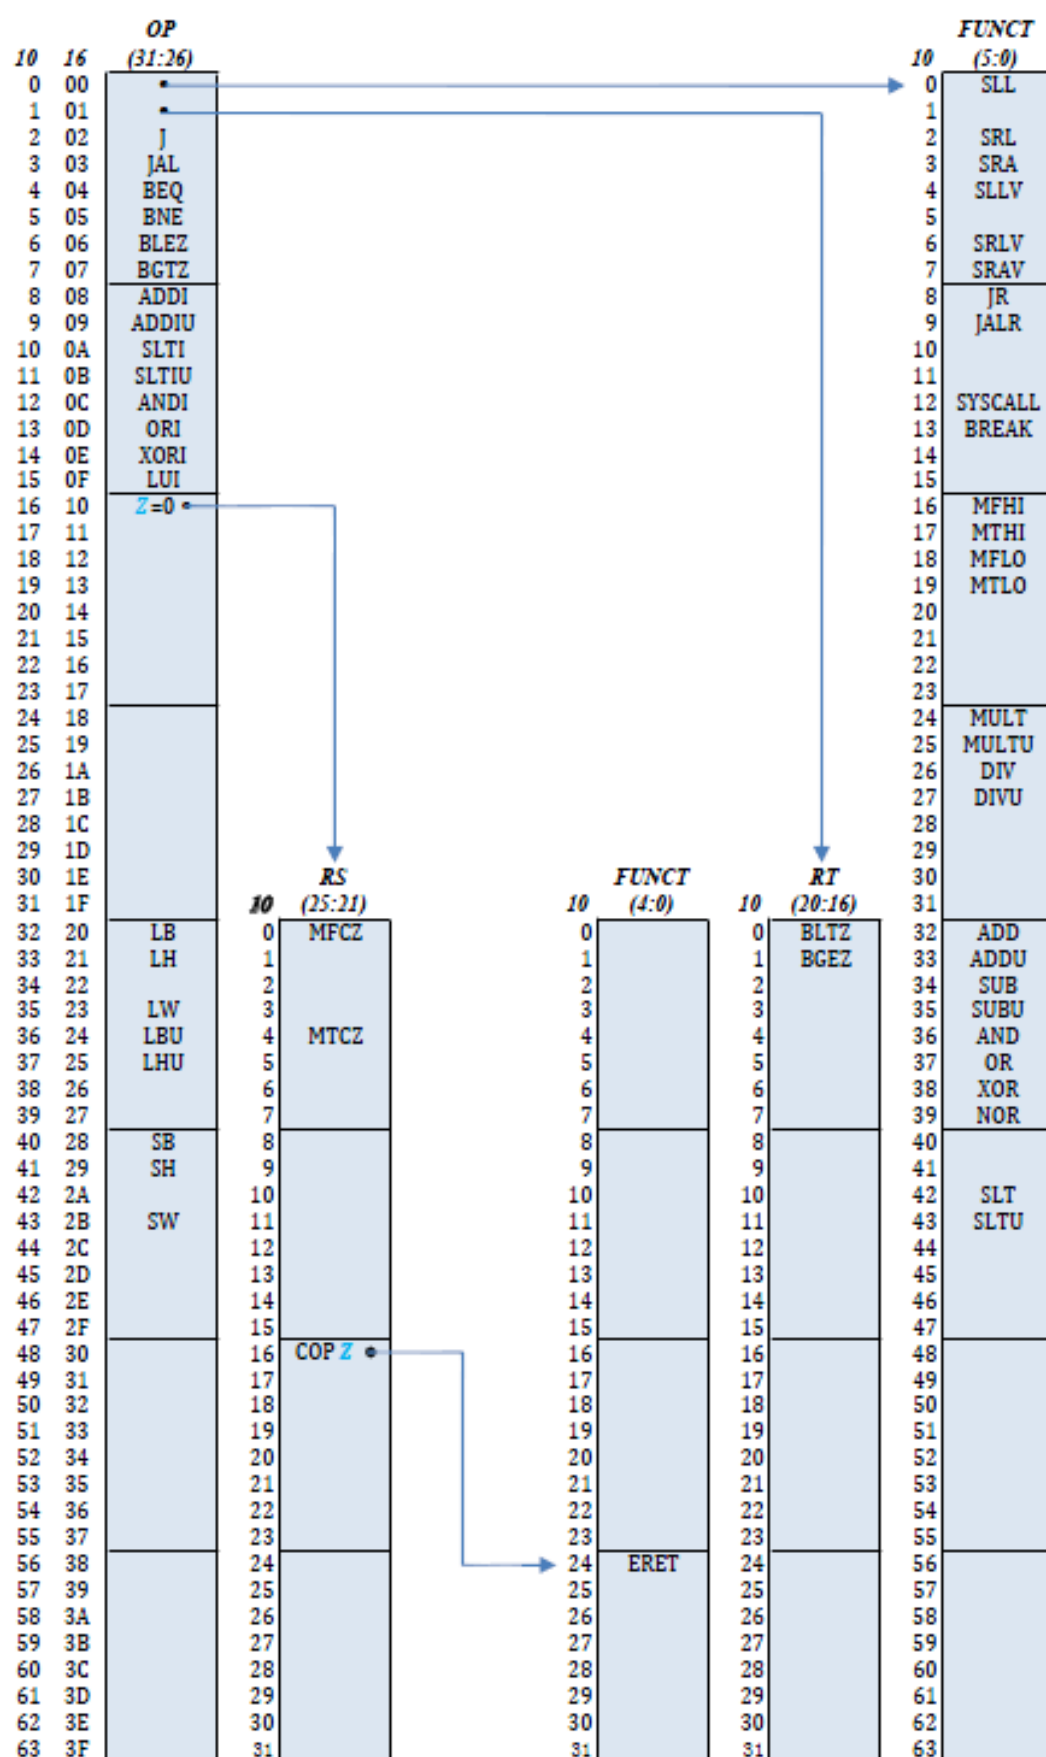 OP FUNCT
10 16 (31:26) 10 (5:0)
0 00 0 SLL
1 01 1
2 02 J 2 SRL
3 03 JAL 3 SRA
4 04 BEQ 4 SLLV
5 05 BNE 5
6 06 BLEZ 6 SRLV
7 07 BGTZ 7 SRAV
8 08 ADDI 8 JR
9 09 ADDIU 9 JALR
10 0A SLTI 10
11 0B SLTIU 11
12 0C ANDI 12 SYSCALL
13 0D ORI 13 BREAK
14 0E XORI 14
15 0F LUI 15
16 10 Z=0 16 MFHI
17 11 17 MTHI
18 12 18 MFLO
19 13 19 MTLO
20 14 20
21 15 21
22 16 22
23 17 23
24 18 24 MULT
25 19 25 MULTU
26 1A 26 DIV
27 1B 27 DIVU
28 1C 28
29 1D 29
30 1E RS FUNCT RT 30
31 1F 10 (25:21) 10 (4:0) 10 (20:16) 31
32 20 LB 0 MFCZ 0 0 BLTZ 32 ADD
33 21 LH 1 1 1 BGEZ 33 ADDU
34 22 2 2 2 34 SUB
35 23 LW 3 3 3 35 SUBU
36 24 LBU 4 MTCZ 4 4 36 AND
37 25 LHU 5 5 5 37 OR
38 26 6 6 6 38 XOR
39 27 7 7 7 39 NOR
40 28 SB 8 8 8 40
41 29 SH 9 9 9 41
42 2A 10 10 10 42 SLT
43 2B SW 11 11 11 43 SLTU
44 2C 12 12 12 44
45 2D 13 13 13 45
46 2E 14 14 14 46
47 2F 15 15 15 47
48 30 16 COP Z 16 16 48
49 31 17 17 17 49
50 32 18 18 18 50
51 33 19 19 19 51
52 34 20 20 20 52
53 35 21 21 21 53
54 36 22 22 22 54
55 37 23 23 23 55
56 38 24 24 ERET 24 56
57 39 25 25 25 57
58 3A 26 26 26 58
59 3B 27 27 27 59
60 3C 28 28 28 60
61 3D 29 29 29 61
62 3E 30 30 30 62
63 3F 31 31 31 63